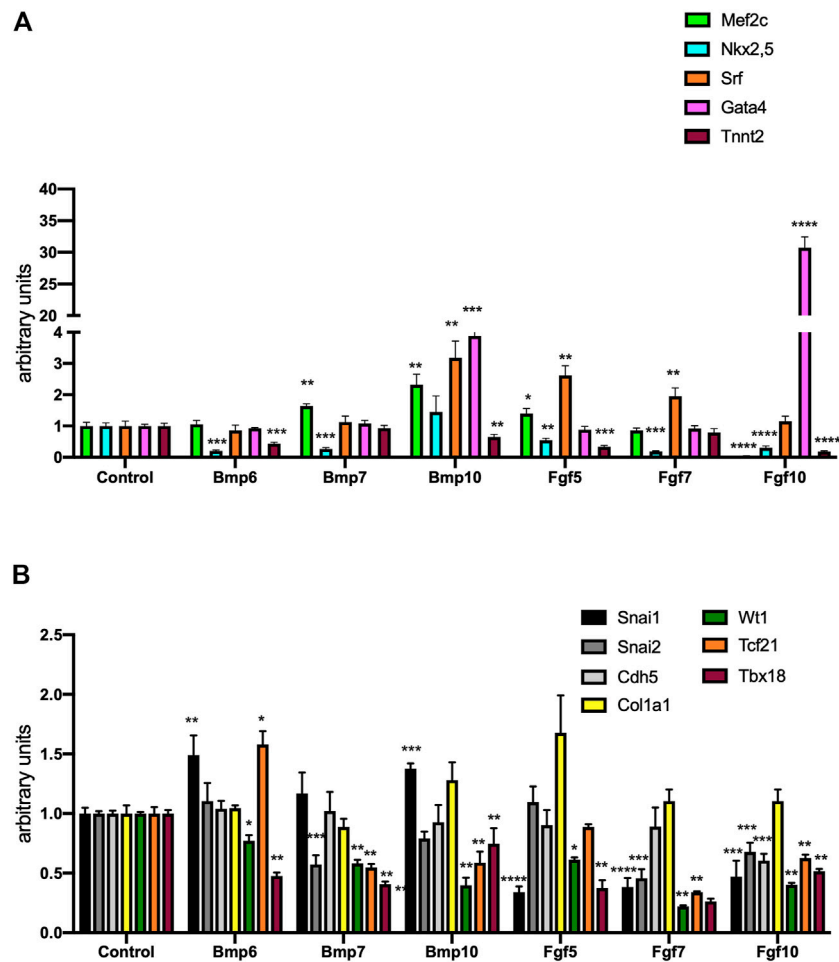 A
Mef2c
Nkx2,5
Srf
Gata4
Tnnt2
arbitrary units
40
35
30
25
20
4
3
2
1
0
***
***
**
***
**
**
***
**
*
**
**
***
***
**
****
****
****
****
Control
Bmp6
Bmp7
Bmp10
Fgf5
Fgf7
Fgf10
B
Snai1
Snai2
Cdh5
Col1a1
Wt1
Tcf21
Tbx18
arbitrary units
2.5
2.0
1.5
1.0
0.5
0.0
**
*
*
**
***
**
**
**
**
***
**
**
**
****
*
**
****
***
**
**
***
***
***
**
**
**
Control
Bmp6
Bmp7
Bmp10
Fgf5
Fgf7
Fgf10